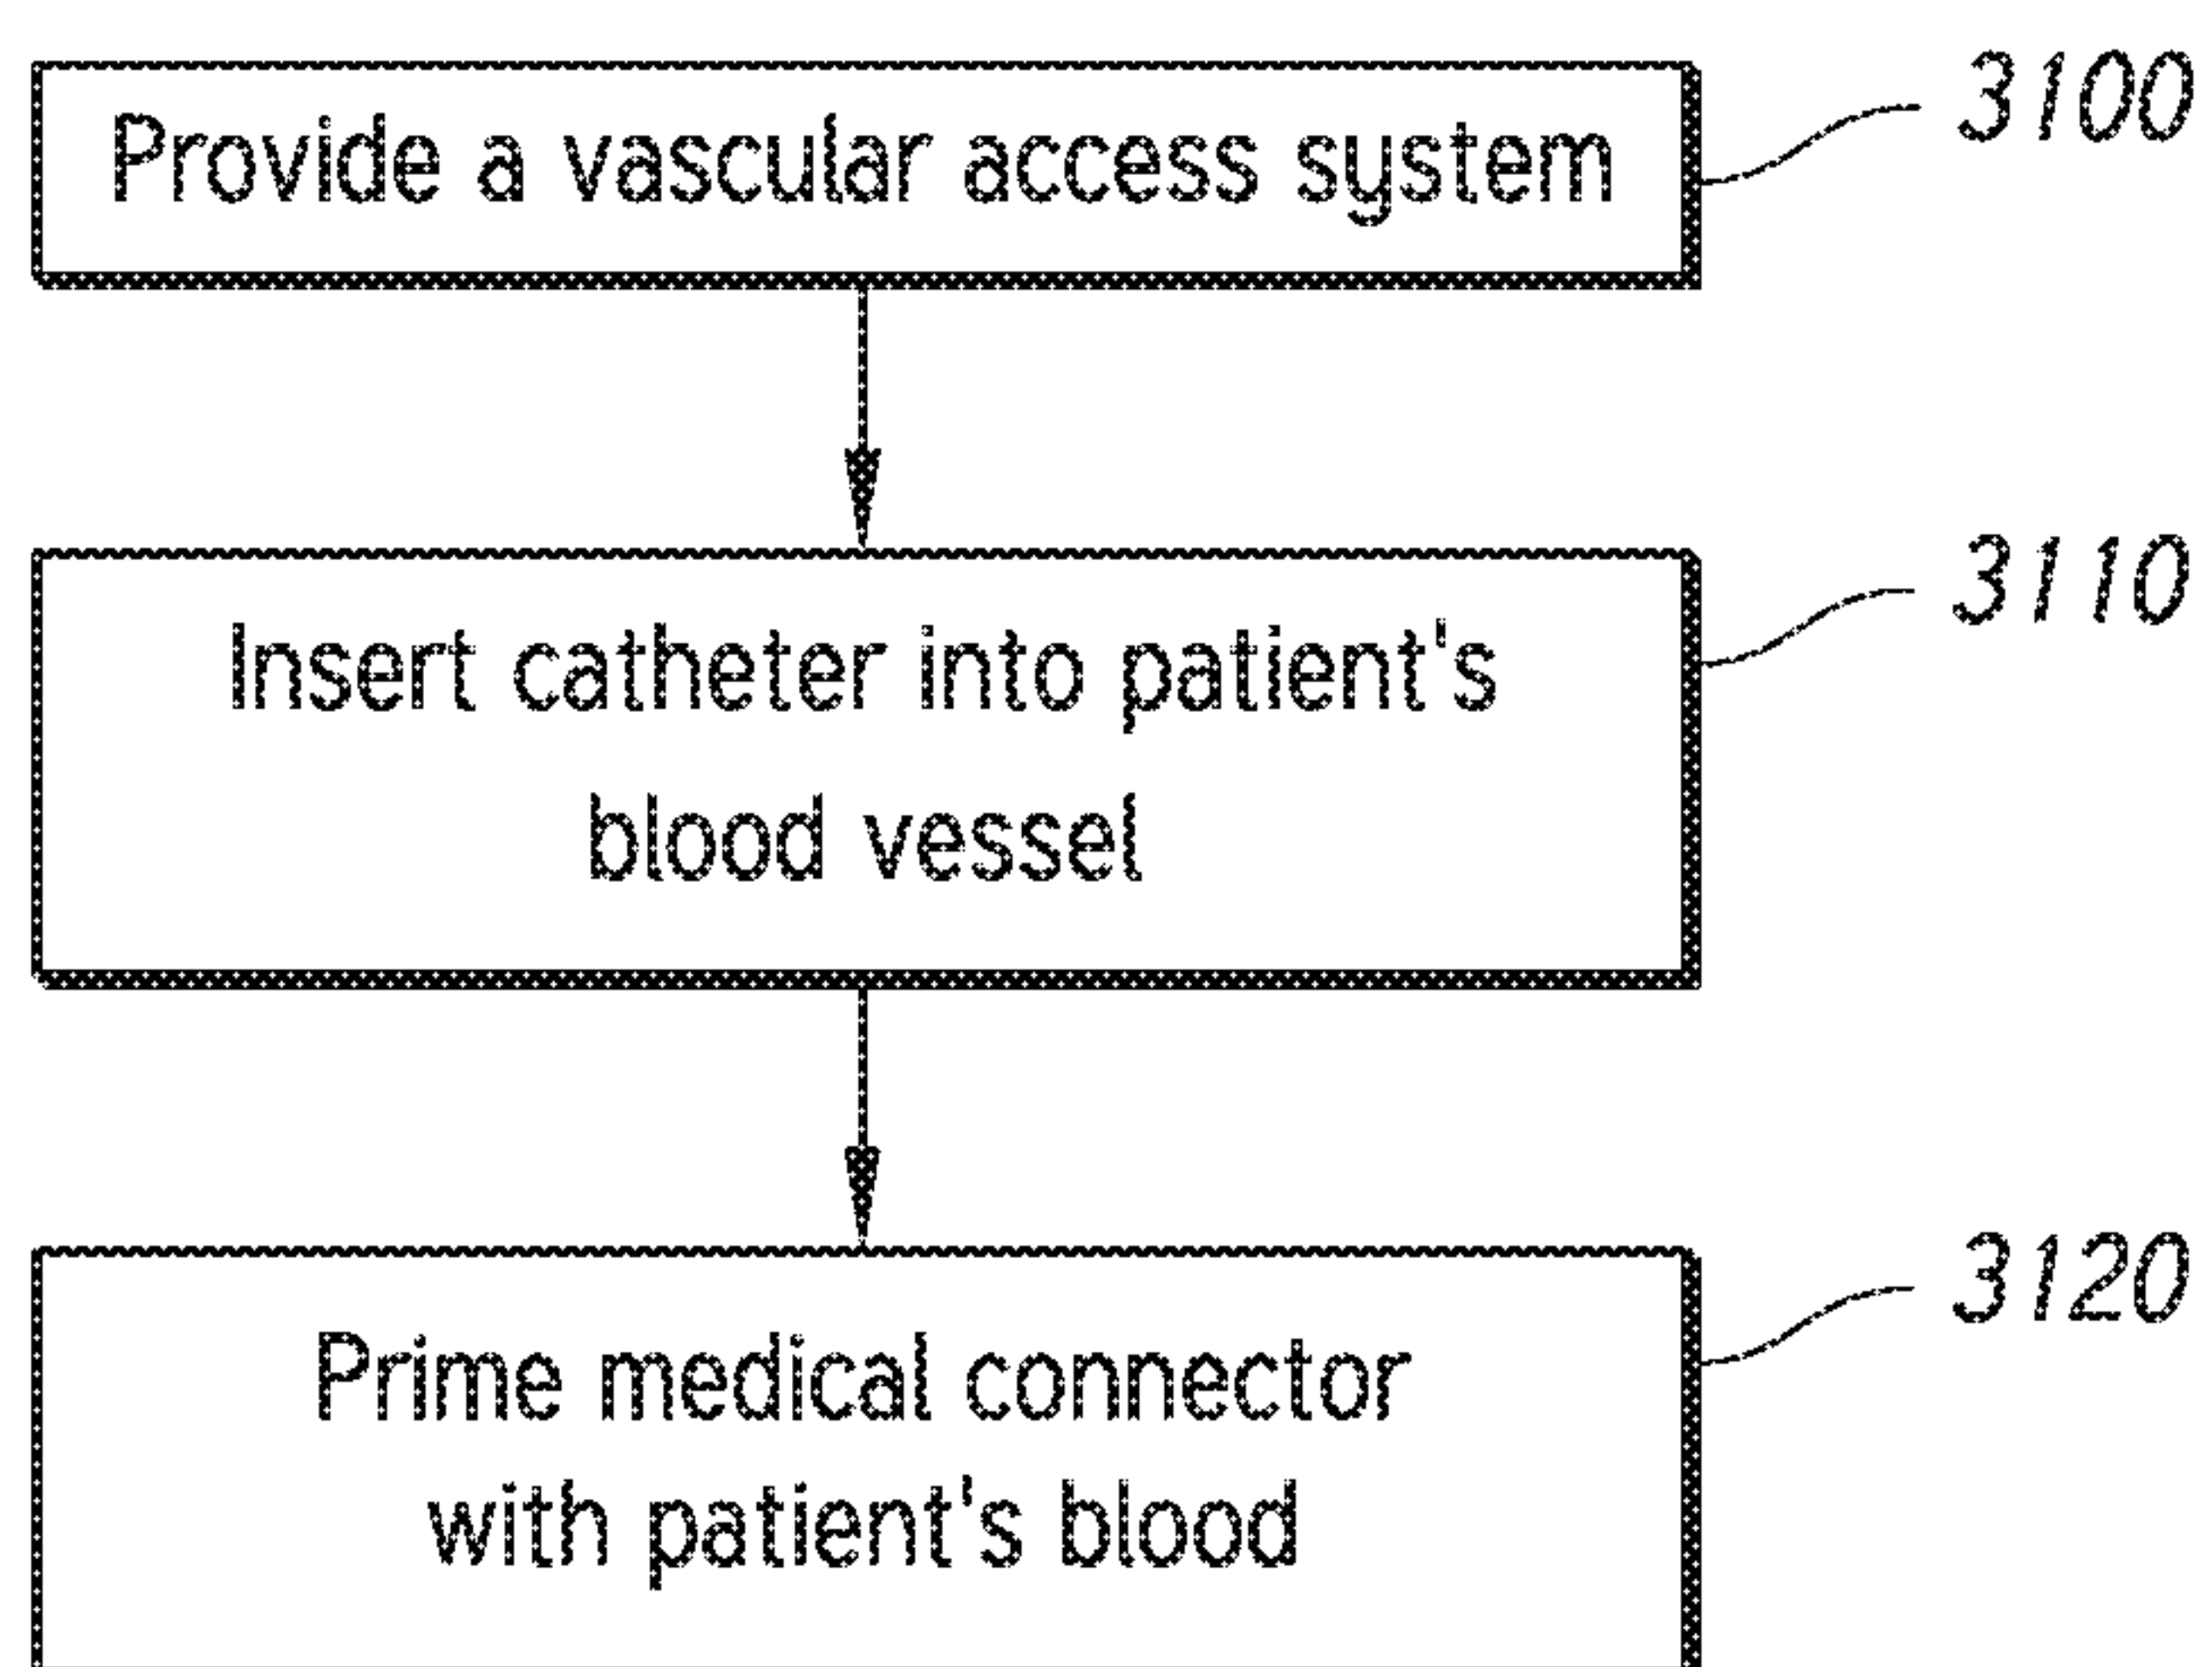 Provide a vascular access system
3100
Insert catheter into patient's
blood vessel
3110
Prime medical connector
with patient's blood
3120